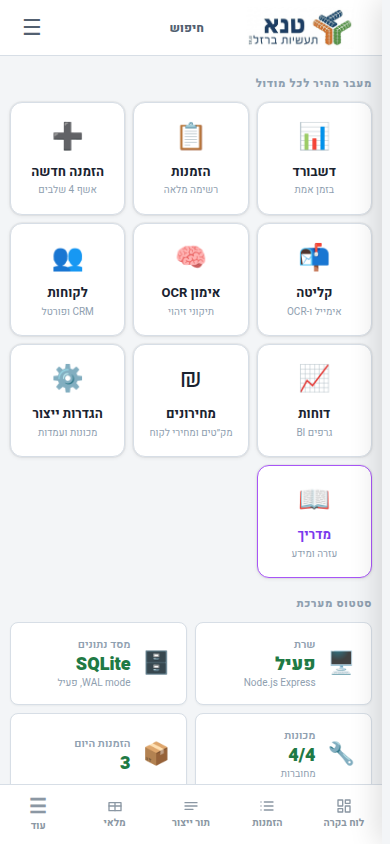 טנא
תעשיות ברזל
חיפוש
מעבר מהיר לכל מודול
דשבורד
בזמן אמת
הזמנות
רשימה מלאה
הזמנה חדשה
אשף 4 שלבים
קליטה
אימייל ו-OCR
אימון OCR
תיקוני זיהוי
לקוחות
CRM ופורטל
דוחות
גרפים BI
₪
מחירונים
מק"טים ומחירי לקוח
הגדרות ייצור
מכונות ועמדות
מדריך
עזרה ומידע
סטטוס מערכת
שרת
פעיל
Node.js Express
מסד נתונים
SQLite
WAL mode, פעיל
מכונות
4/4
מחוברות
הזמנות היום
3
לוח בקרה
הזמנות
תור ייצור
מלאי
עוד